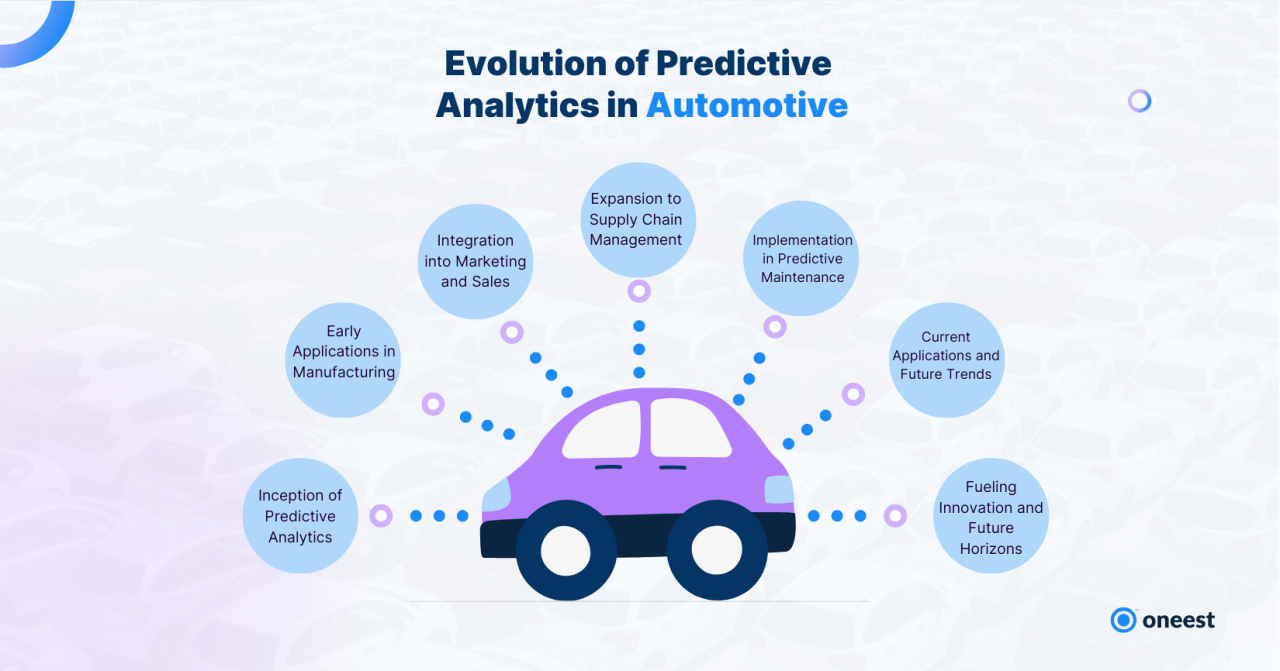 Evolution of Predictive
Analytics in Automotive
Inception of
Predictive
Analytics
Early
Applications in
Manufacturing
Integration
into Marketing
and Sales
Expansion to
Supply Chain
Management
Implementation
in Predictive
Maintenance
Current
Applications and
Future Trends
Fueling
Innovation and
Future
Horizons
oneest